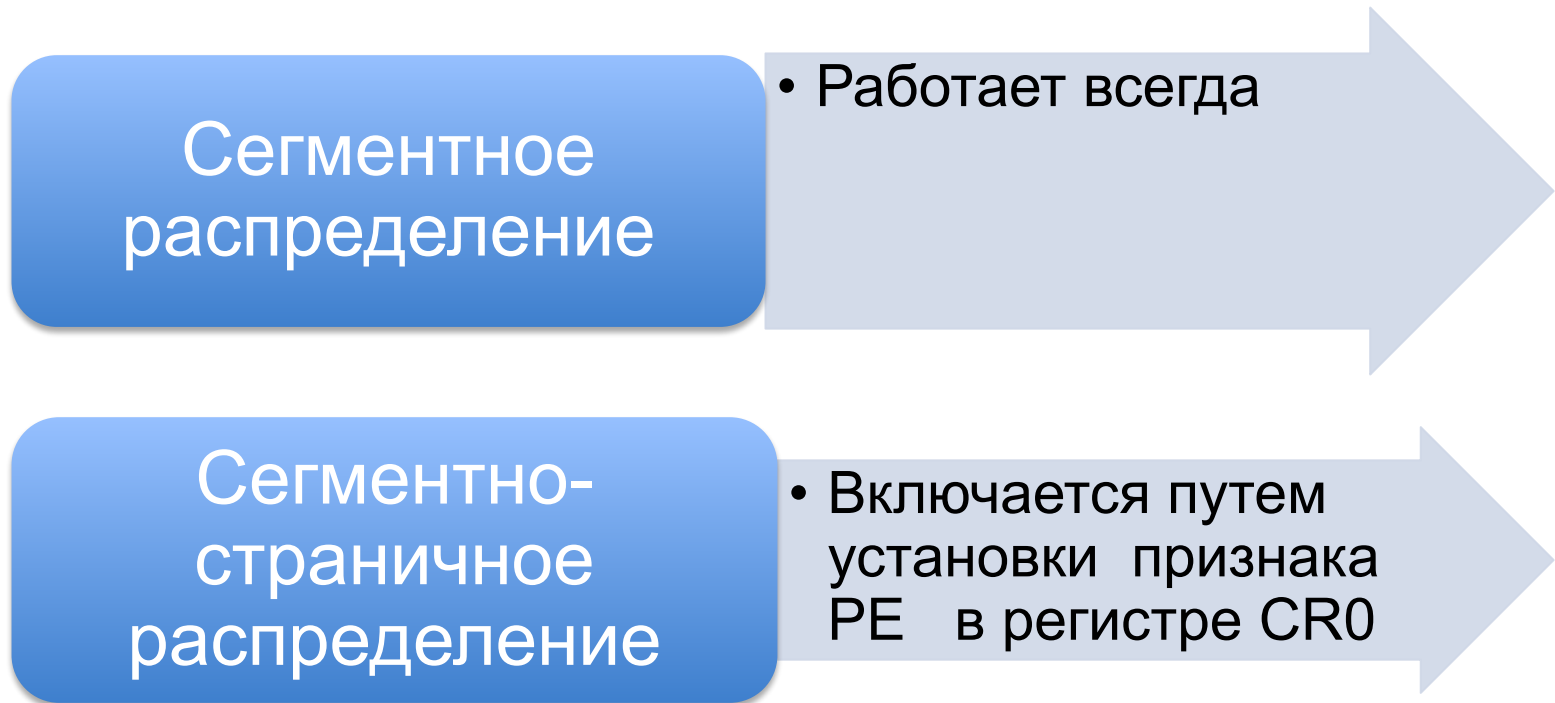 Сегментное
распределение
• Работает всегда
Сегментно-
страничное
распределение
• Включается путем
установки признака
PE в регистре CR0